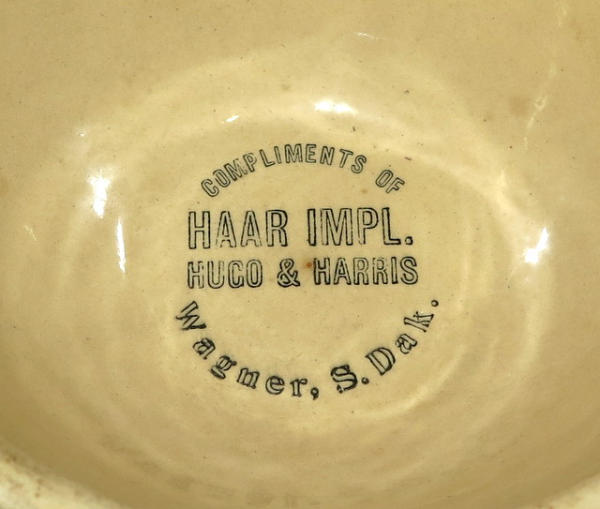 COMPLIMENTS OF
HAAR IMPL.
HUGO & HARRIS
Wagner, S. Dak.